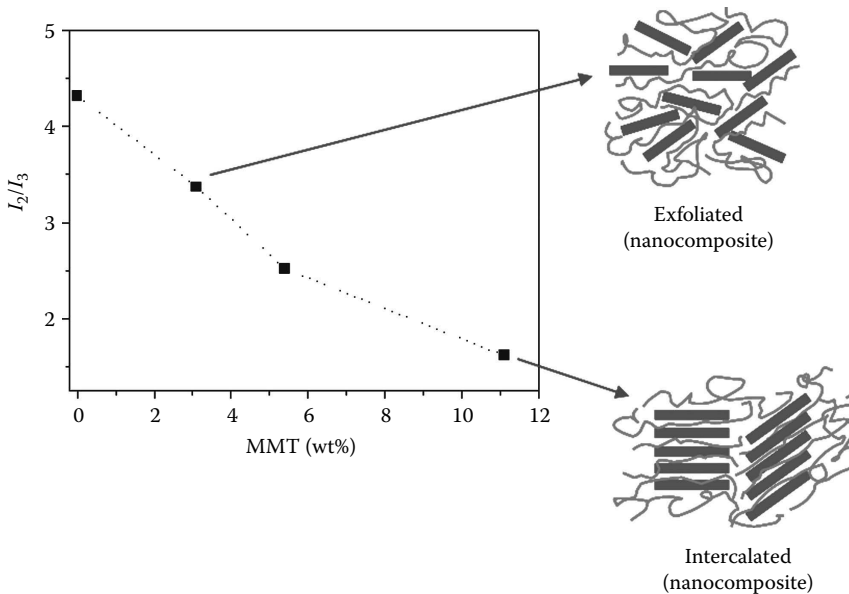 5
4
3
2
I2/I3
0 2 4 6 8 10 12
MMT (wt%)
Exfoliated
(nanocomposite)
Intercalated
(nanocomposite)